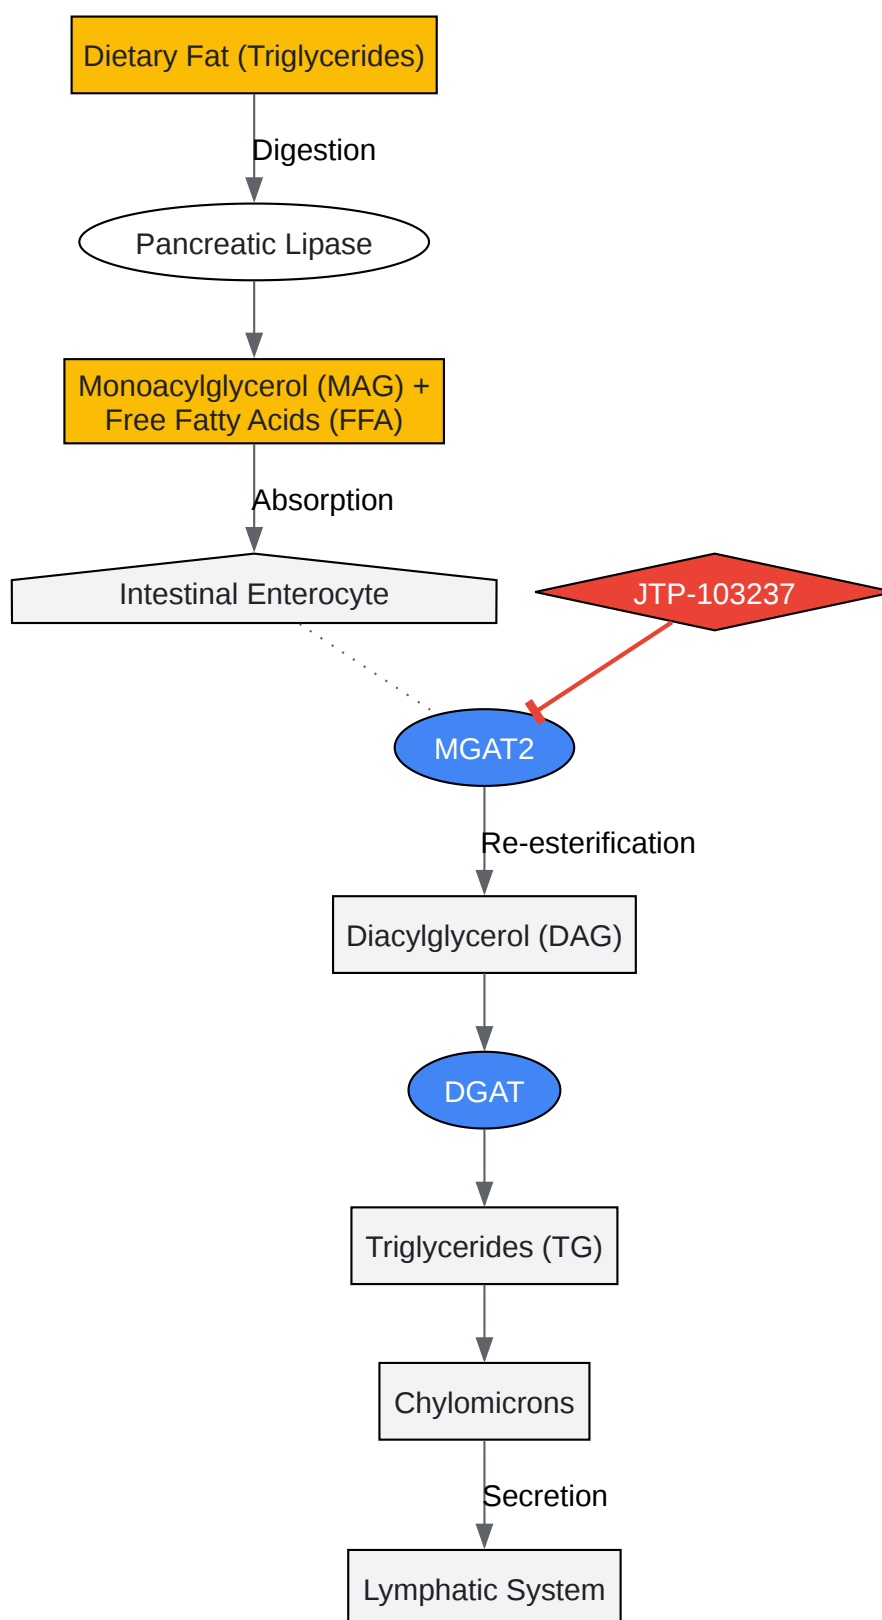 Dietary Fat (Triglycerides)
Digestion
Pancreatic Lipase
Monoacylglycerol (MAG) +
Free Fatty Acids (FFA)
Absorption
Intestinal Enterocyte
JTP-103237
MGAT2
Re-esterification
Diacylglycerol (DAG)
DGAT
Triglycerides (TG)
Chylomicrons
Secretion
Lymphatic System